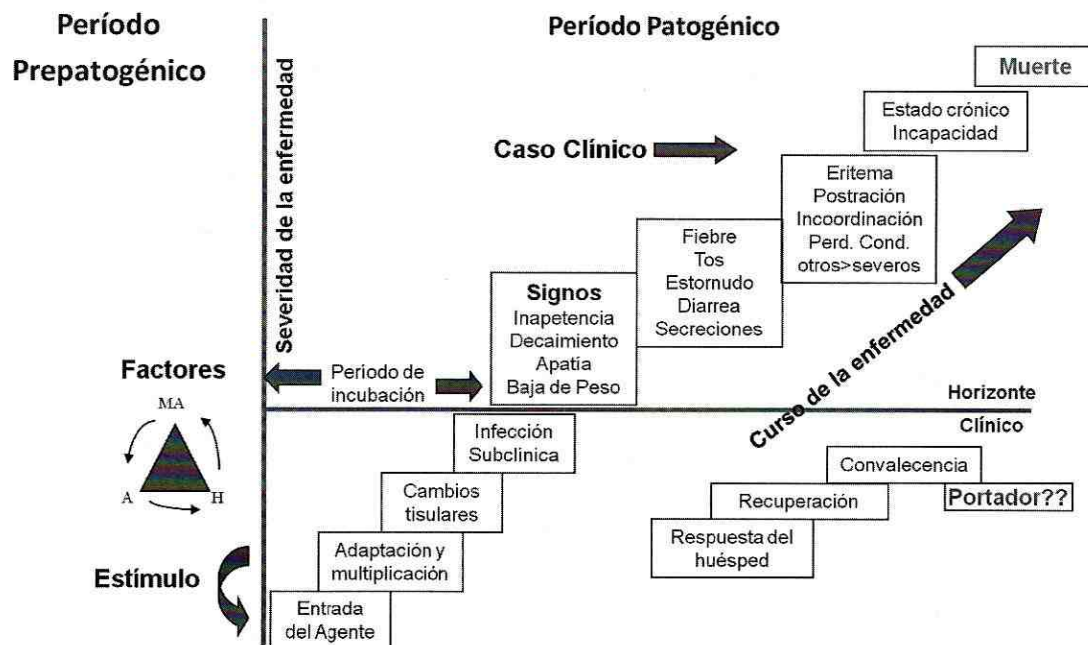 Período
Prepatogénico
Período Patogénico
Severidad de la enfermedad
Muerte
Estado crónico
Incapacidad
Caso Clínico
Eritema
Postración
Incoordinación
Perd. Cond.
otros>severos
Fiebre
Tos
Estornudo
Diarrea
Secreciones
Signos
Inapetencia
Decaimiento
Apatía
Baja de Peso
Periodo de
incubación
Curso de la enfermedad
Horizonte
Clínico
Factores
MA
A
H
Infección
Subclinica
Cambios
tisulares
Adaptación y
multiplicación
Entrada
del Agente
Estímulo
Convalecencia
Portador??
Recuperación
Respuesta del
huésped